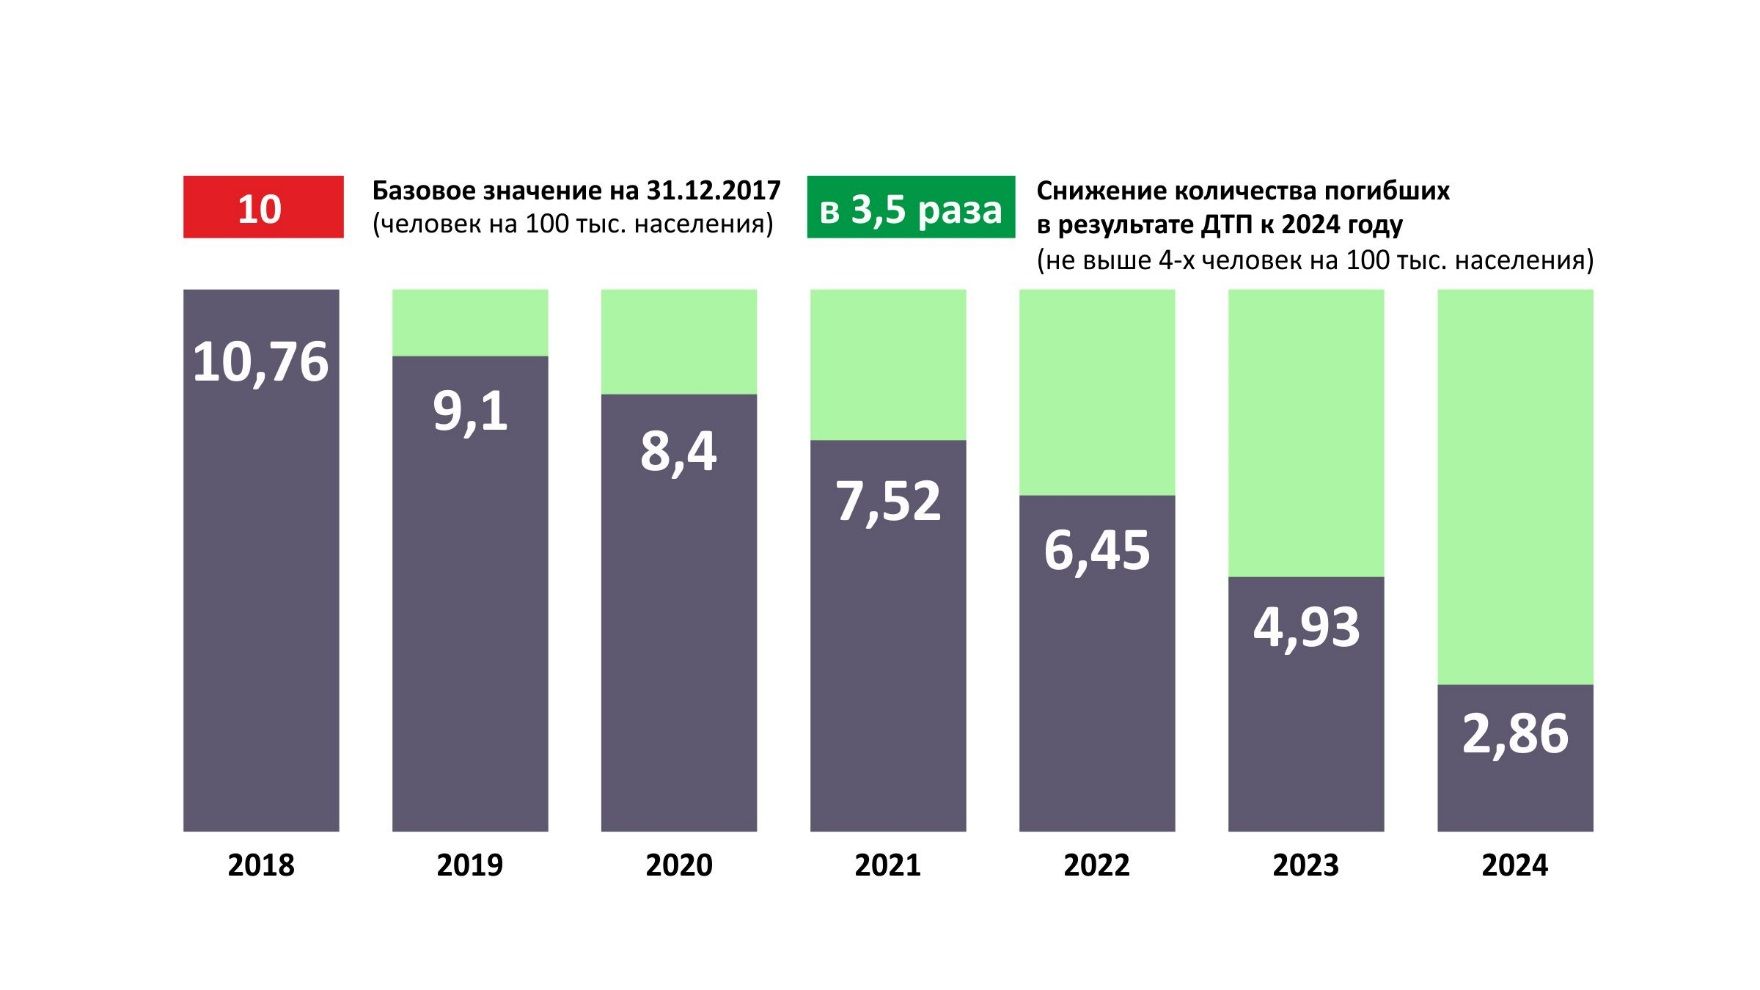 10
Базовое значение на 31.12.2017
(человек на 100 тыс. населения)
в 3,5 раза
Снижение количества погибших
в результате ДТП к 2024 году
(не выше 4-х человек на 100 тыс. населения)
10,76
9,1
8,4
7,52
6,45
4,93
2,86
2018
2019
2020
2021
2022
2023
2024